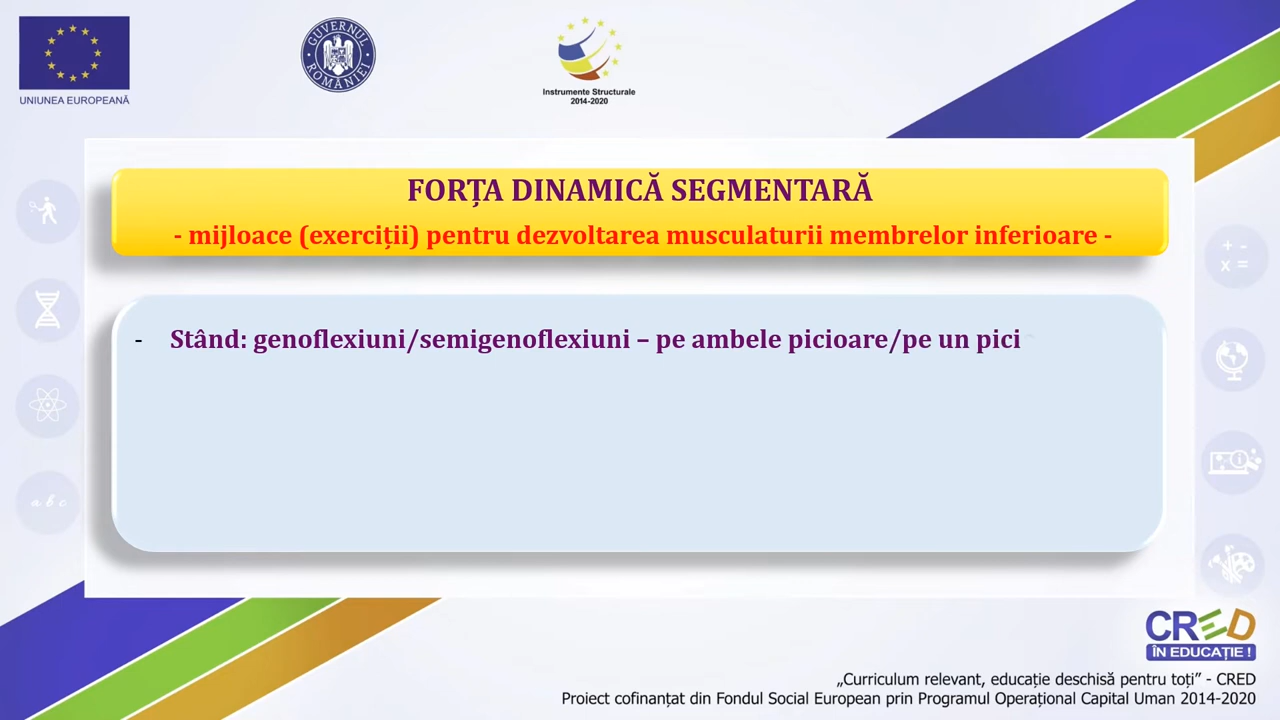 UNIUNEA EUROPEANĂ
GUVERNUL ROMÂNIEI
Instrumente Structurale
2014-2020
FORȚA DINAMICĂ SEGMENTARĂ
- mijloace (exerciții) pentru dezvoltarea musculaturii membrelor inferioare -
- Stând: genoflexiuni/semigenoflexiuni – pe ambele picioare/pe un pici
+ -
x =
a b c
CRED
ÎN EDUCAȚIE !
„Curriculum relevant, educație deschisă pentru toți” - CRED
Proiect cofinanțat din Fondul Social European prin Programul Operațional Capital Uman 2014-2020